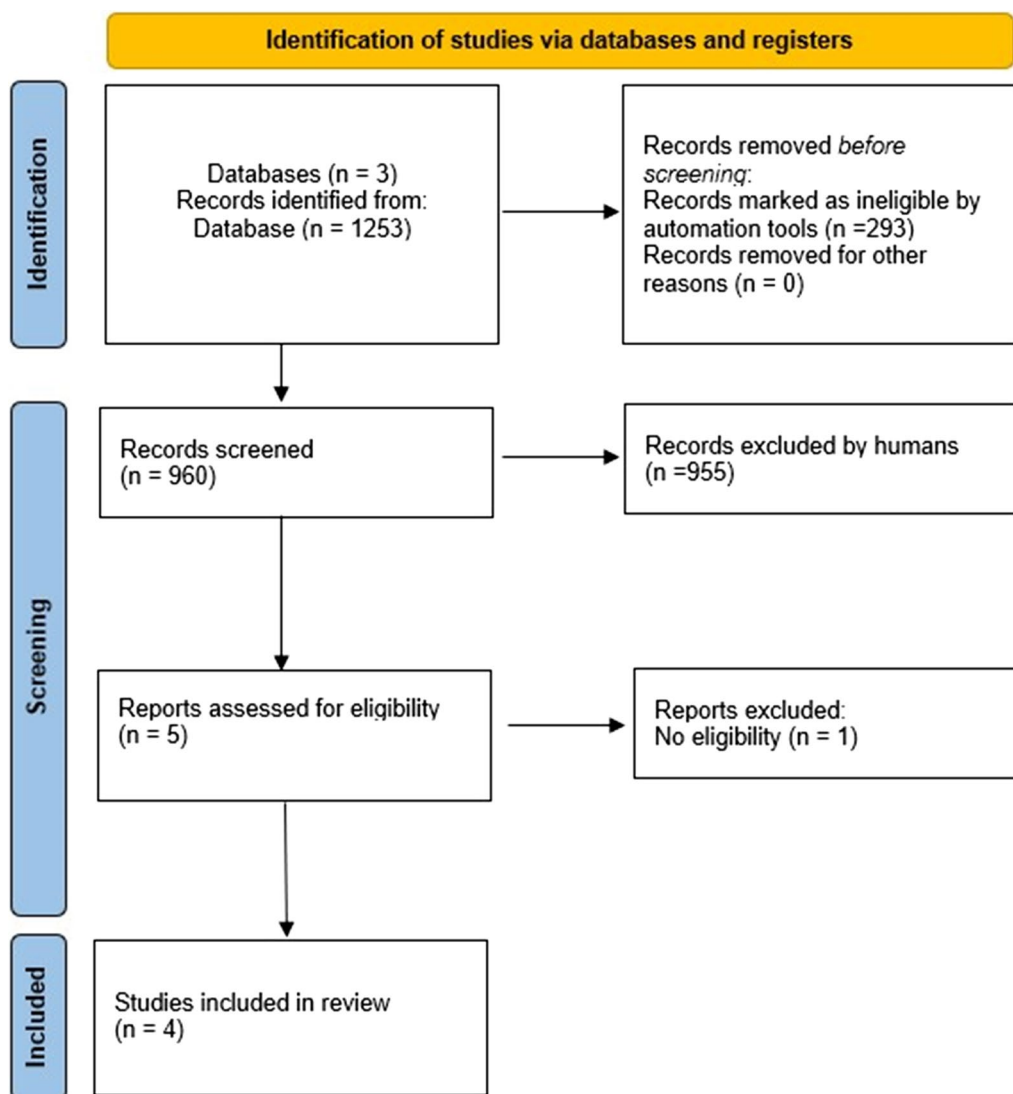 Identification of studies via databases and registers
Identification
Databases (n = 3)
Records identified from:
Database (n = 1253)
Records removed before
screening:
Records marked as ineligible by
automation tools (n =293)
Records removed for other
reasons (n = 0)
Screening
Records screened
(n = 960)
Records excluded by humans
(n =955)
Reports assessed for eligibility
(n = 5)
Reports excluded:
No eligibility (n = 1)
Included
Studies included in review
(n = 4)